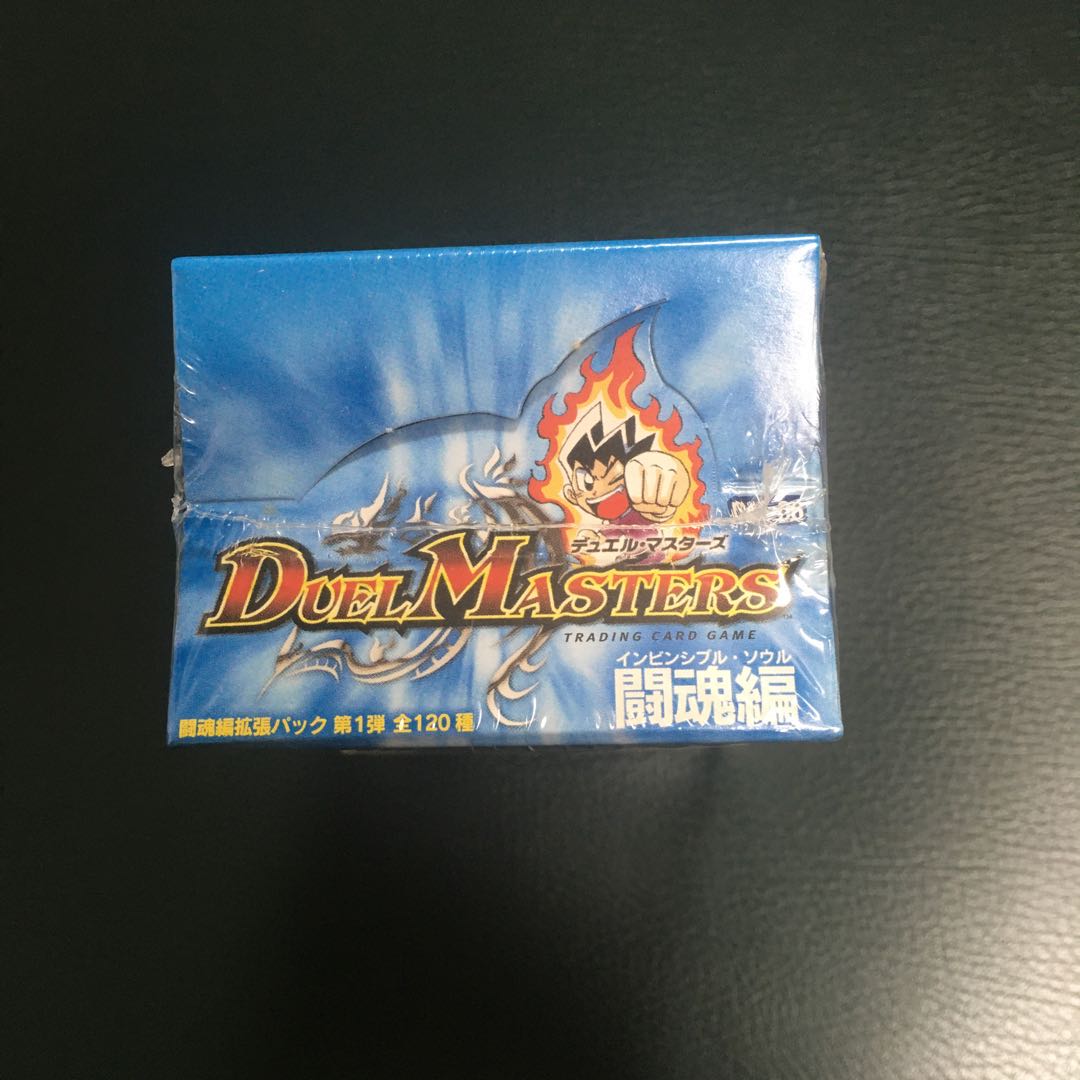 デュエル・マスターズ
DUEL MASTERS
TRADING CARD GAME
インビンシブル・ソウル
闘魂編
闘魂編拡張パック 第1弾 全120種